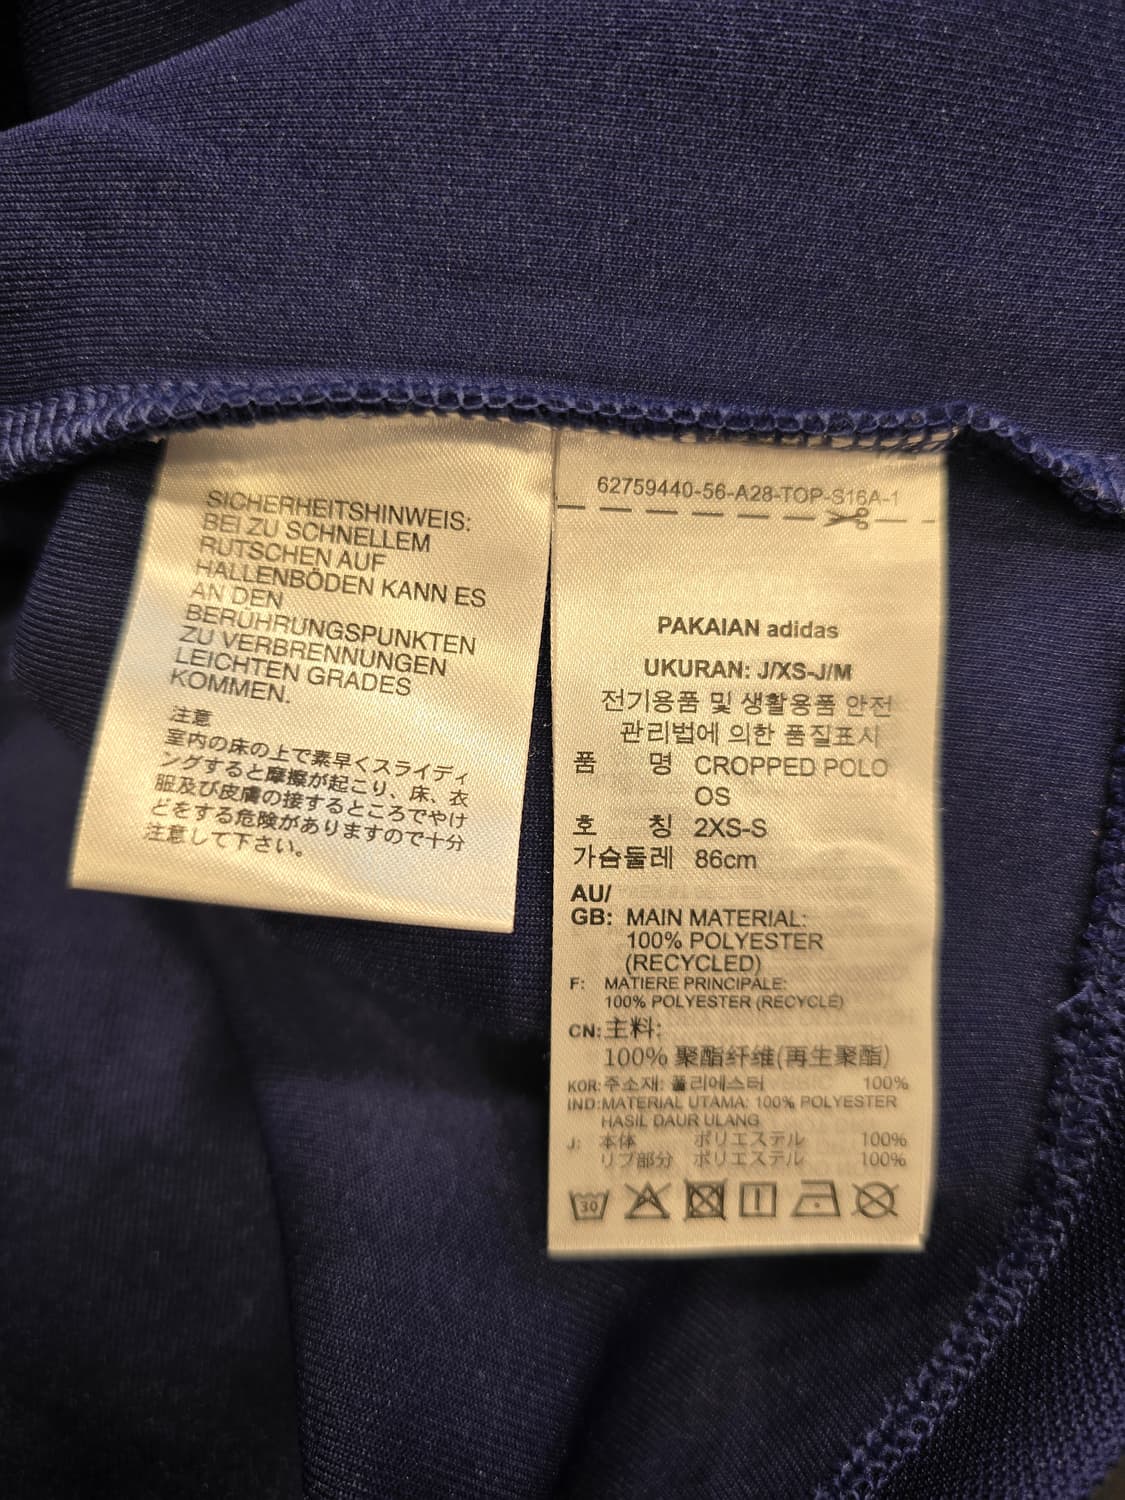 SICHERHEITSHINWEIS:
BEI ZU SCHNELLEM
RUTSCHEN AUF
HALLENBÖDEN KANN ES
AN DEN
BERÜHRUNGSPUNKTEN
ZU VERBRENNUNGEN
LEICHTEN GRADES
KOMMEN.
注意
室内の床の上で素早くスライディ
ングすると摩擦が起こり、床、衣
服及び皮膚の接するところでやけ
どをする危険がありますので十分
注意して下さい。
62759440-56-A28-TOP-S16A-1
PAKAIAN adidas
UKURAN: J/XS-J/M
전기용품 및 생활용품 안전
관리법에 의한 품질표시
품 명 CROPPED POLO
OS
호 칭 2XS-S
가슴둘레 86cm
AU/
GB: MAIN MATERIAL:
100% POLYESTER
(RECYCLED)
F: MATIERE PRINCIPALE:
100% POLYESTER (RECYCLÉ)
CN: 主料:
100% 聚酯纤维(再生聚酯)
KOR: 주소재: 폴리에스터 100%
IND: MATERIAL UTAMA: 100% POLYESTER
HASIL DAUR ULANG
J: 本体 ポリエステル 100%
リブ部分 ポリエステル 100%
30